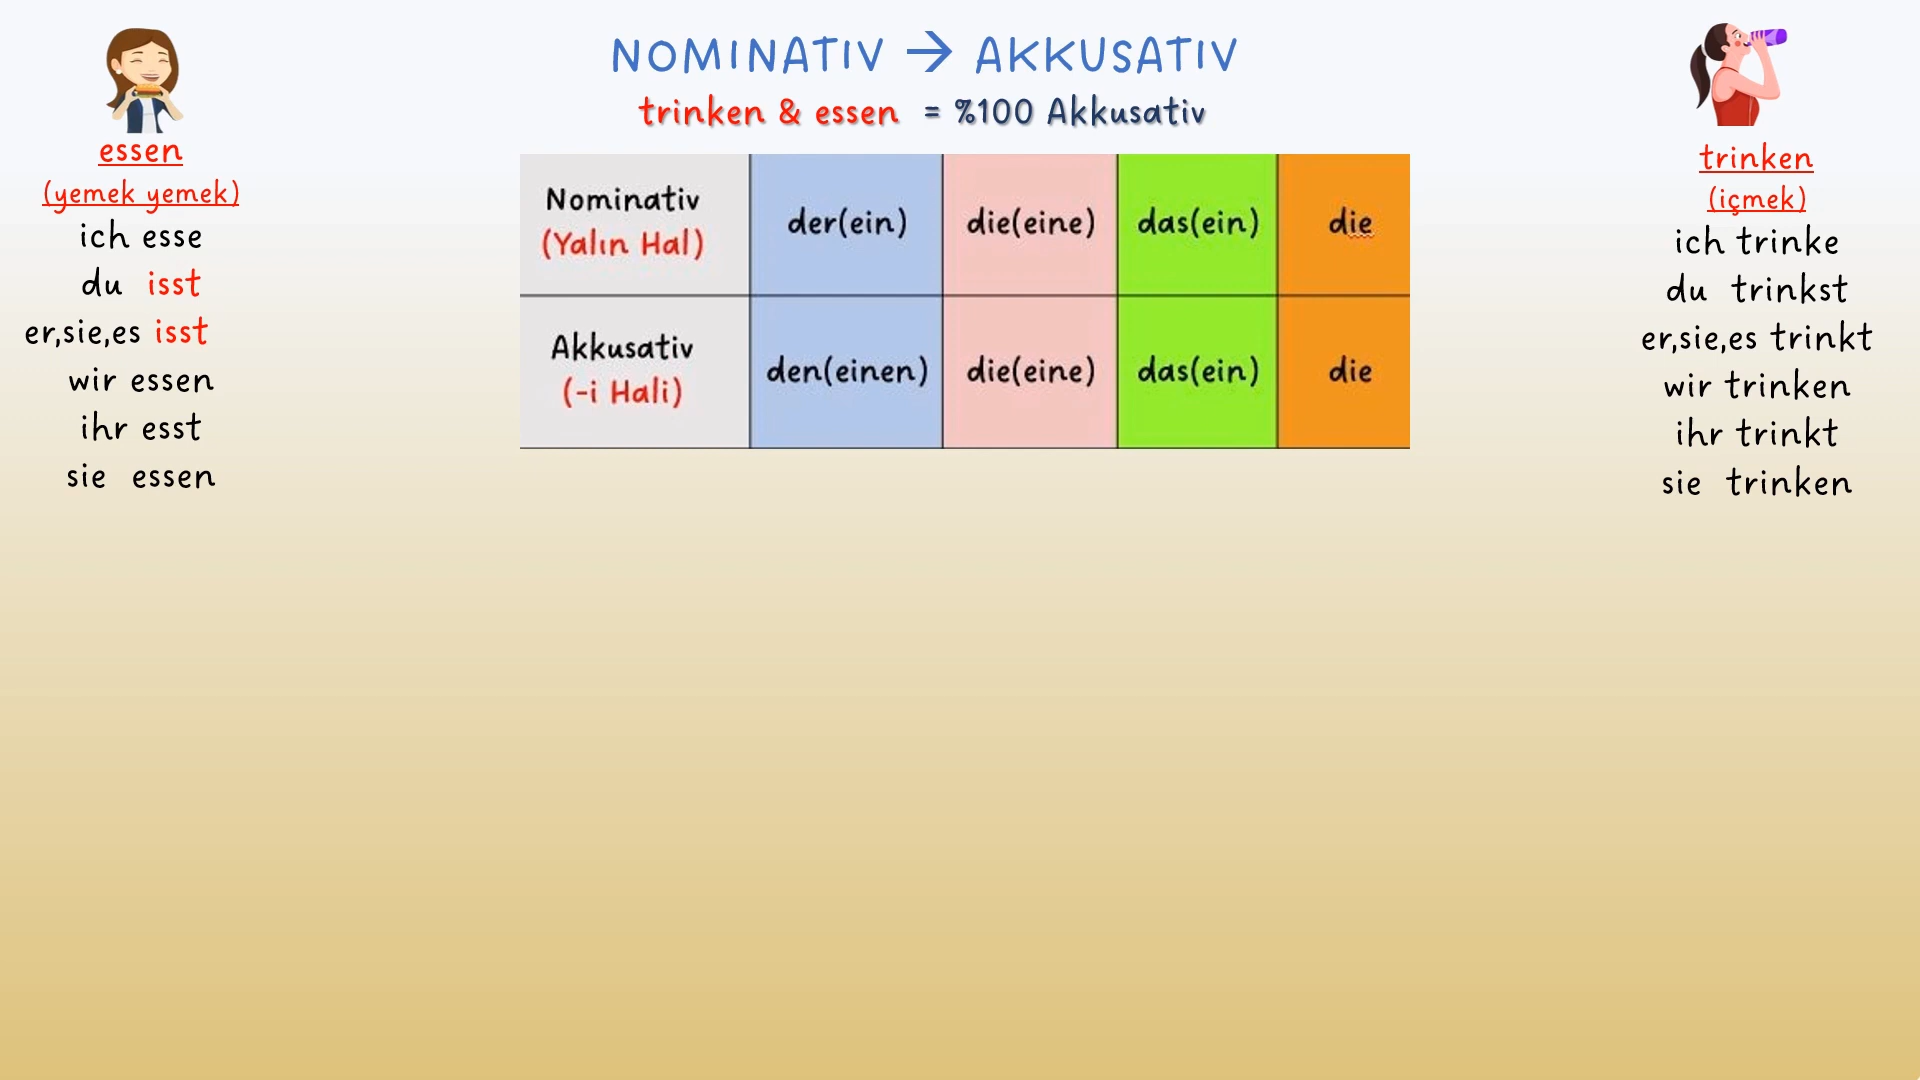 NOMINATIV → AKKUSATIV
trinken & essen = %100 Akkusativ
essen
(yemek yemek)
ich esse
du isst
er,sie,es isst
wir essen
ihr esst
sie essen
Nominativ
(Yalın Hal)
der(ein)
die(eine)
das(ein)
die
Akkusativ
(-i Hali)
den(einen)
die(eine)
das(ein)
die
trinken
(içmek)
ich trinke
du trinkst
er,sie,es trinkt
wir trinken
ihr trinkt
sie trinken